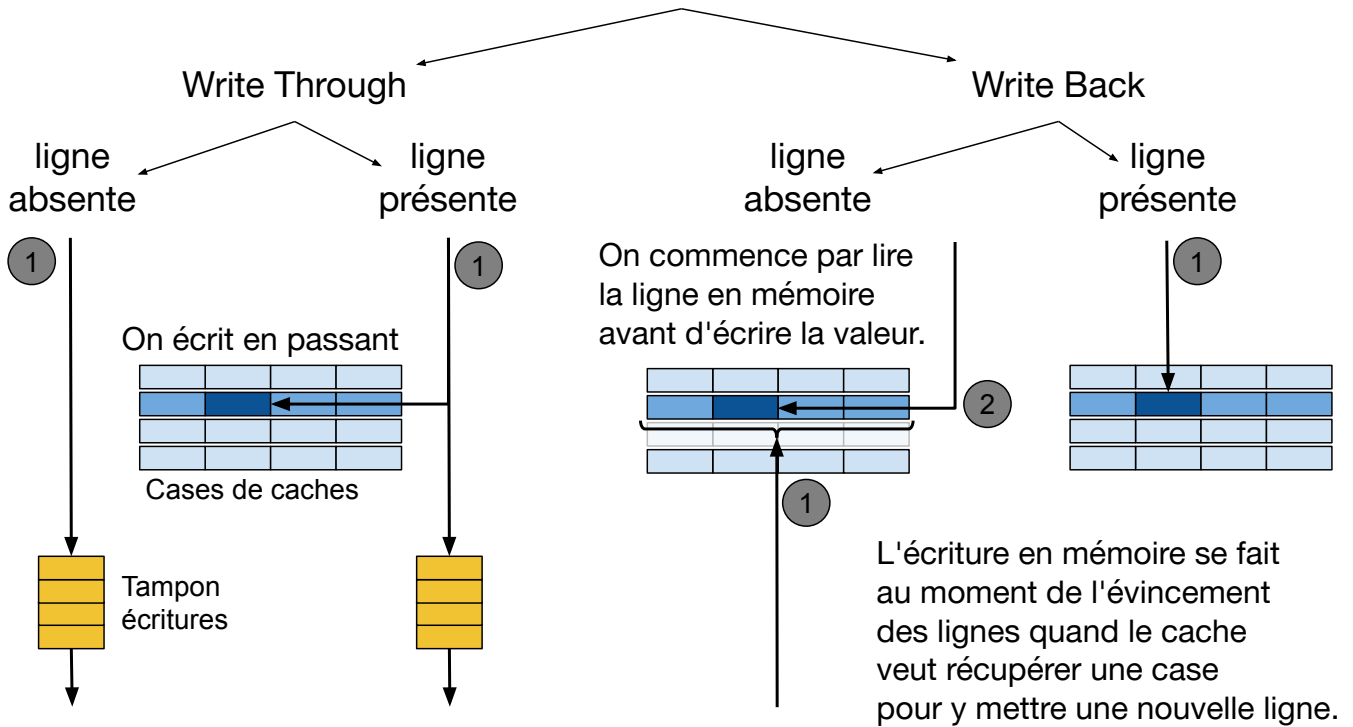 Write Through
Write Back
ligne
absente
ligne
présente
ligne
absente
ligne
présente
1
1
On commence par lire
la ligne en mémoire
avant d'écrire la valeur.
1
On écrit en passant
2
Cases de caches
1
Tampon
écritures
L'écriture en mémoire se fait
au moment de l'évincement
des lignes quand le cache
veut récupérer une case
pour y mettre une nouvelle ligne.